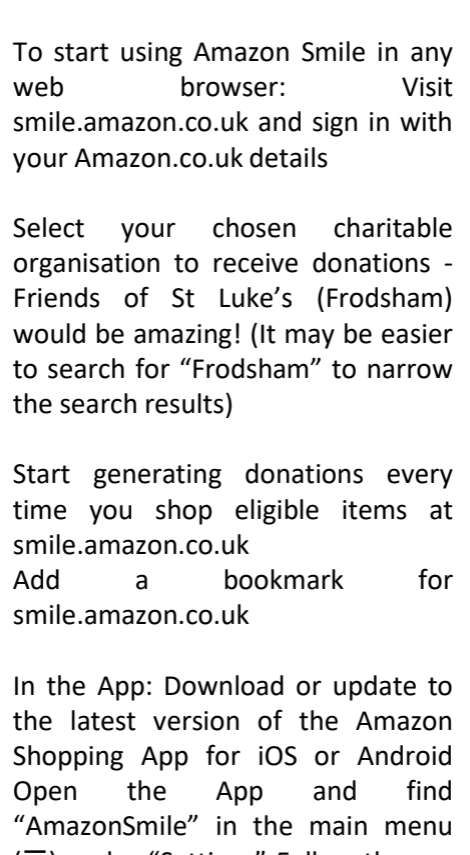 To start using Amazon Smile in any
web browser: Visit
smile.amazon.co.uk and sign in with
your Amazon.co.uk details
Select your chosen charitable
organisation to receive donations -
Friends of St Luke’s (Frodsham)
would be amazing! (It may be easier
to search for “Frodsham” to narrow
the search results)
Start generating donations every
time you shop eligible items at
smile.amazon.co.uk
Add a bookmark for
smile.amazon.co.uk
In the App: Download or update to
the latest version of the Amazon
Shopping App for iOS or Android
Open the App and find
“AmazonSmile” in the main menu